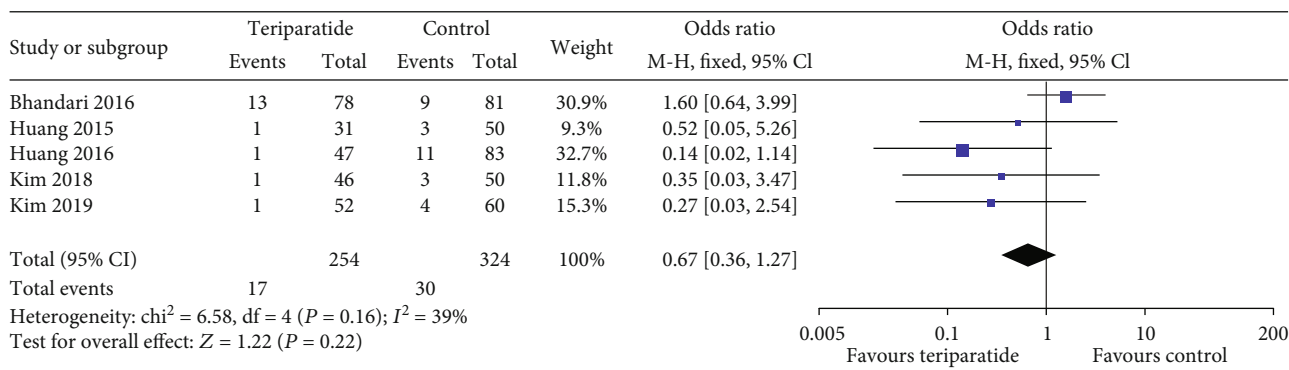 Study or subgroup Teriparatide Control Weight Odds ratio Odds ratio
Events Total Events Total M-H, fixed, 95% Cl M-H, fixed, 95% Cl
Bhandari 2016 13 78 9 81 30.9% 1.60 [0.64, 3.99]
Huang 2015 1 31 3 50 9.3% 0.52 [0.05, 5.26]
Huang 2016 1 47 11 83 32.7% 0.14 [0.02, 1.14]
Kim 2018 1 46 3 50 11.8% 0.35 [0.03, 3.47]
Kim 2019 1 52 4 60 15.3% 0.27 [0.03, 2.54]
Total (95% CI) 254 324 100% 0.67 [0.36, 1.27]
Total events 17 30
Heterogeneity: chi² = 6.58, df = 4 (P = 0.16); I² = 39%
Test for overall effect: Z = 1.22 (P = 0.22)
0.005 0.1 1 10 200
Favours teriparatide Favours control